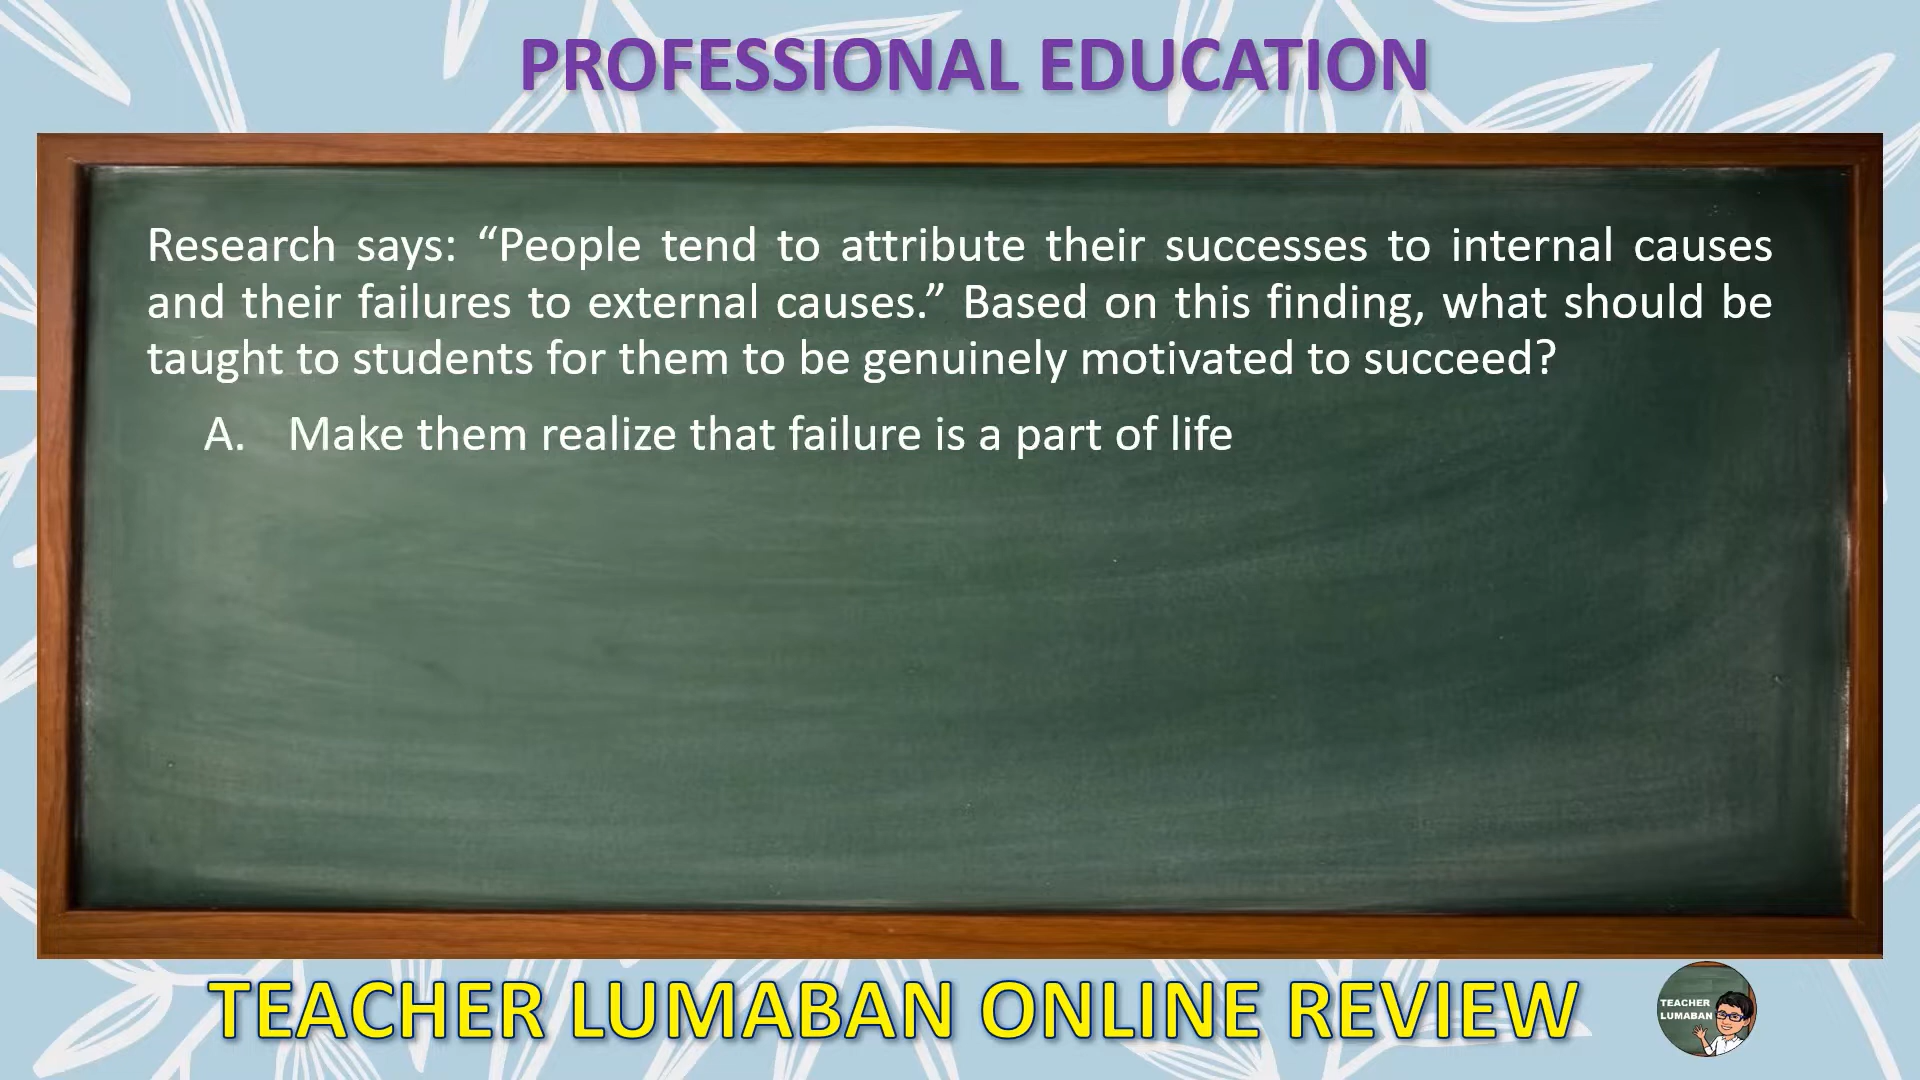 PROFESSIONAL EDUCATION
Research says: “People tend to attribute their successes to internal causes
and their failures to external causes.” Based on this finding, what should be
taught to students for them to be genuinely motivated to succeed?
A. Make them realize that failure is a part of life
TEACHER LUMABAN ONLINE REVIEW
TEACHER
LUMABAN